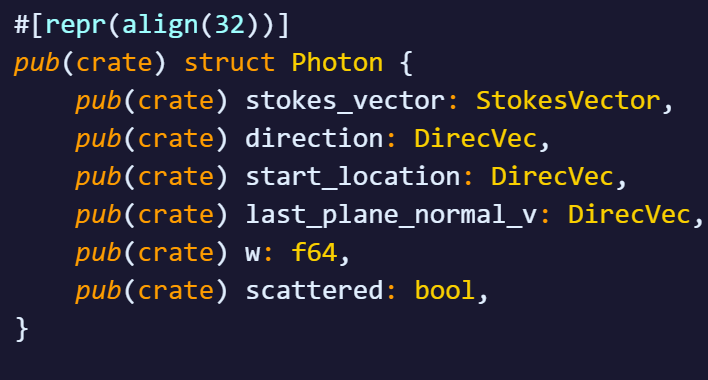 #[repr(align(32))]
pub(crate) struct Photon {
    pub(crate) stokes_vector: StokesVector,
    pub(crate) direction: DirecVec,
    pub(crate) start_location: DirecVec,
    pub(crate) last_plane_normal_v: DirecVec,
    pub(crate) w: f64,
    pub(crate) scattered: bool,
}